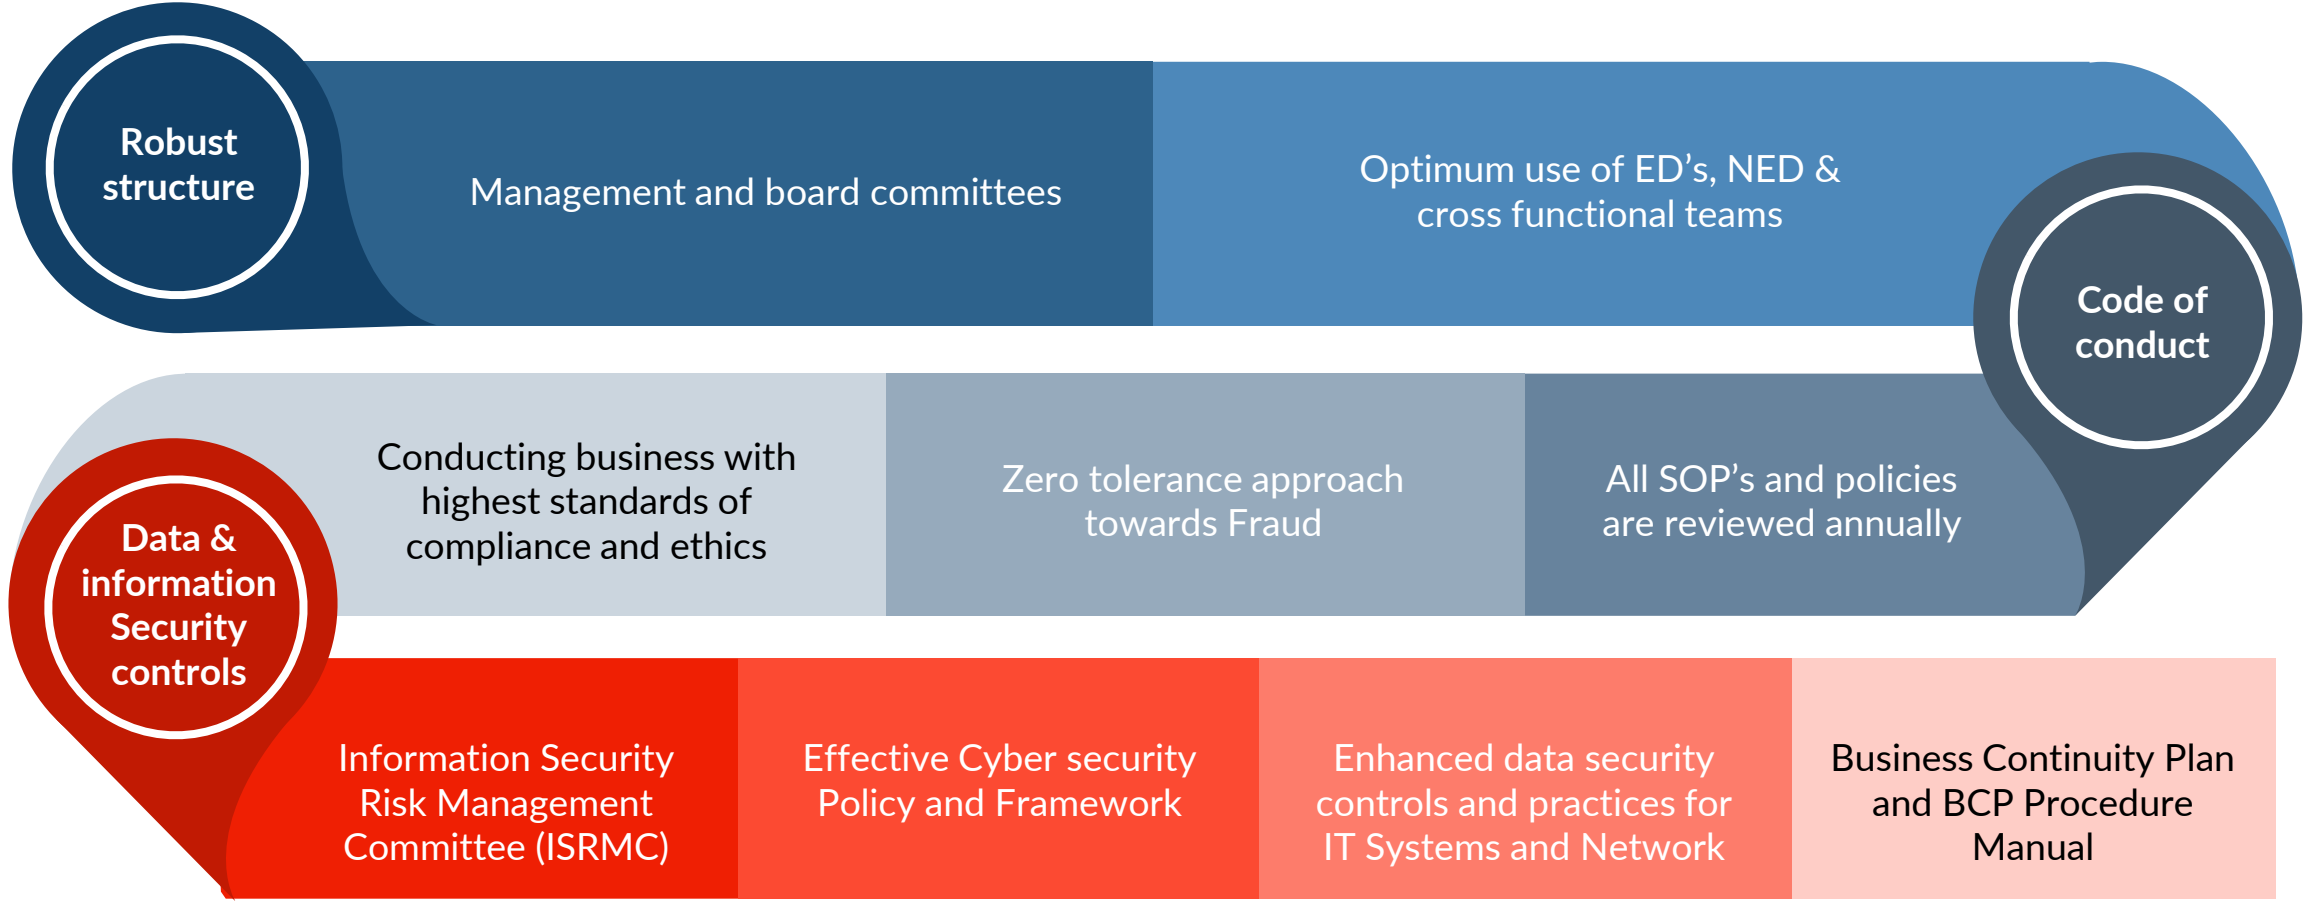 Robust
structure
Management and board committees
Optimum use of ED’s, NED &
cross functional teams
Code of
conduct
Conducting business with
highest standards of
compliance and ethics
Zero tolerance approach
towards Fraud
All SOP’s and policies
are reviewed annually
Data &
information
Security
controls
Information Security
Risk Management
Committee (ISRMC)
Effective Cyber security
Policy and Framework
Enhanced data security
controls and practices for
IT Systems and Network
Business Continuity Plan
and BCP Procedure
Manual